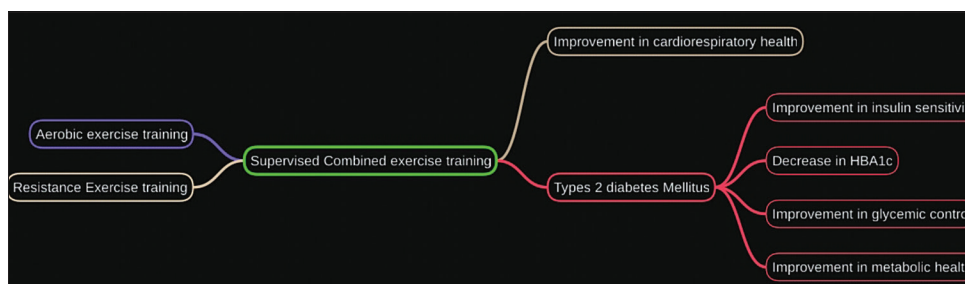 Improvement in cardiorespiratory health
Aerobic exercise training
Improvement in insulin sensitivi
Supervised Combined exercise training
Decrease in HBA1c
Resistance Exercise training
Types 2 diabetes Mellitus
Improvement in glycemic contro
Improvement in metabolic healt